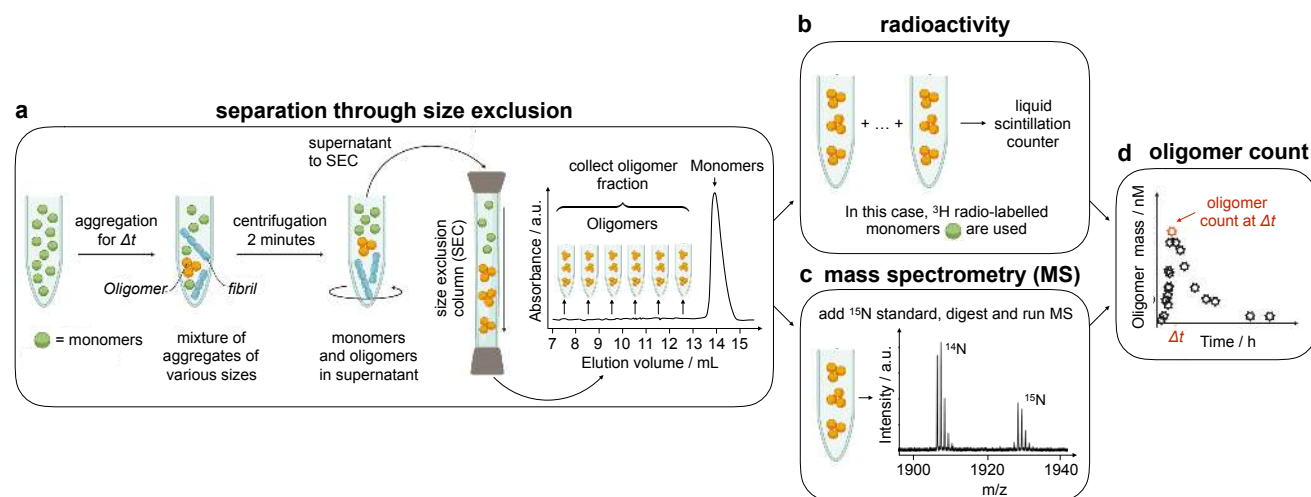 a
separation through size exclusion
supernatant
to SEC
aggregation
for Δt
centrifugation
2 minutes
Oligomer
fibril
= monomers
mixture of
aggregates of
various sizes
monomers
and oligomers
in supernatant
size exclusion
column (SEC)
Absorbance / a.u.
collect oligomer
fraction
Oligomers
Monomers
7 8 9 10 11 12 13 14 15
Elution volume / mL
b
radioactivity
+ ... +
liquid
scintillation
counter
In this case, ³H radio-labelled
monomers are used
c mass spectrometry (MS)
add ¹⁵N standard, digest and run MS
Intensity / a.u.
¹⁴N
¹⁵N
1900 1920 1940
m/z
d oligomer count
Oligomer mass / nM
oligomer
count at Δt
Δt
Time / h